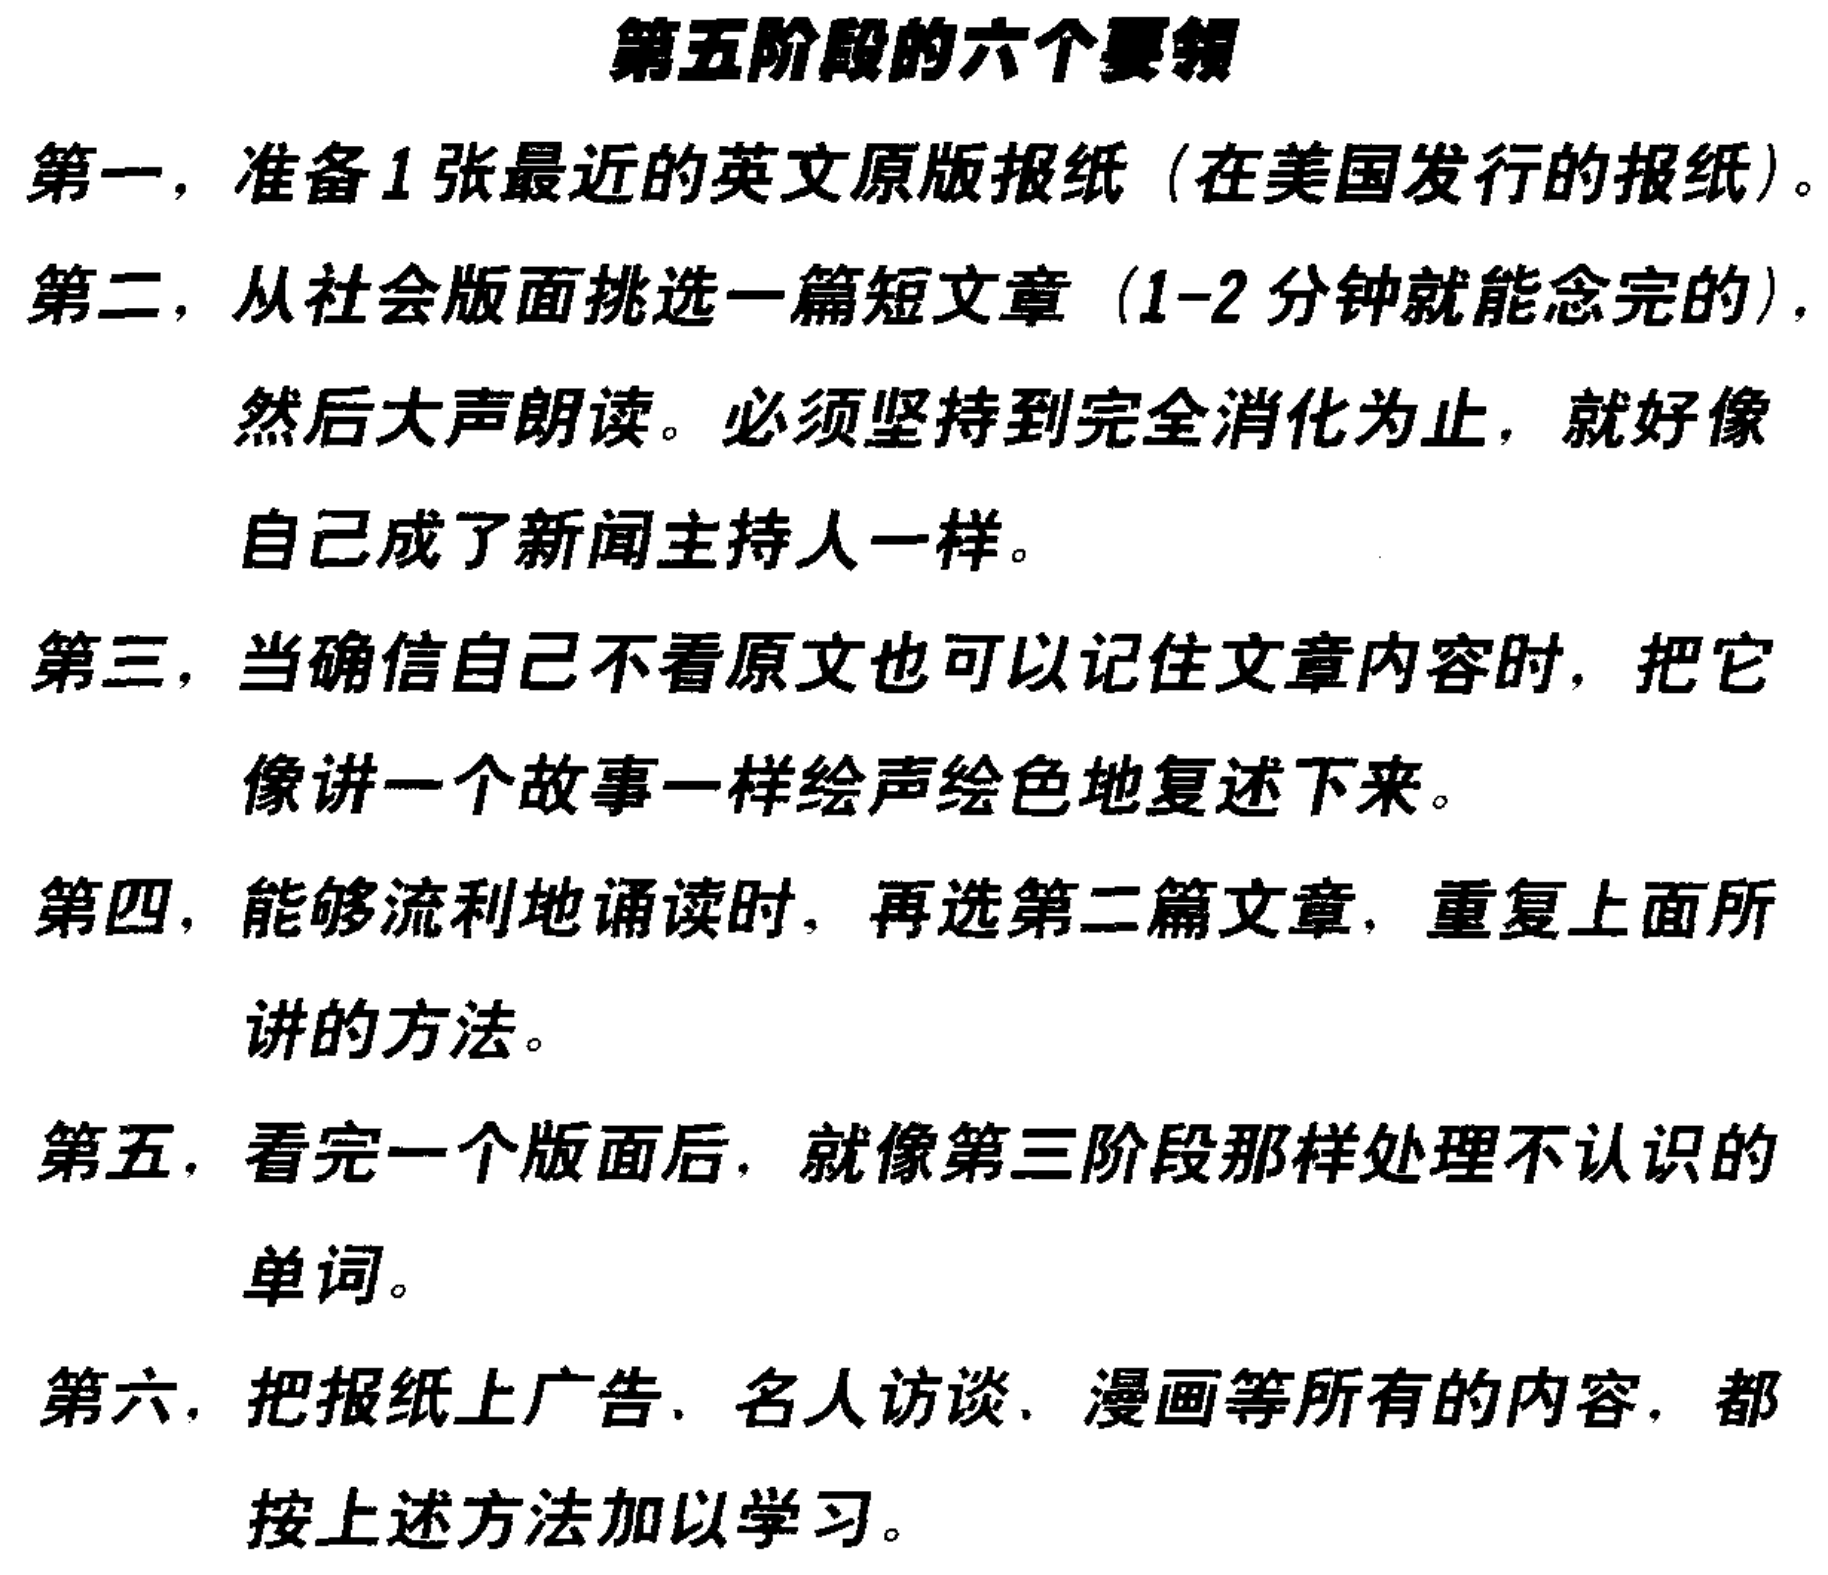 第五阶段的六个要领
第一，准备1张最近的英文原版报纸（在美国发行的报纸）。
第二，从社会版面挑选一篇短文章（1-2分钟就能念完的），
然后大声朗读。必须坚持到完全消化为止，就好像
自己成了新闻主持人一样。
第三，当确信自己不看原文也可以记住文章内容时，把它
像讲一个故事一样绘声绘色地复述下来。
第四，能够流利地诵读时，再选第二篇文章，重复上面所
讲的方法。
第五，看完一个版面后，就像第三阶段那样处理不认识的
单词。
第六，把报纸上广告、名人访谈、漫画等所有的内容，都
按上述方法加以学习。